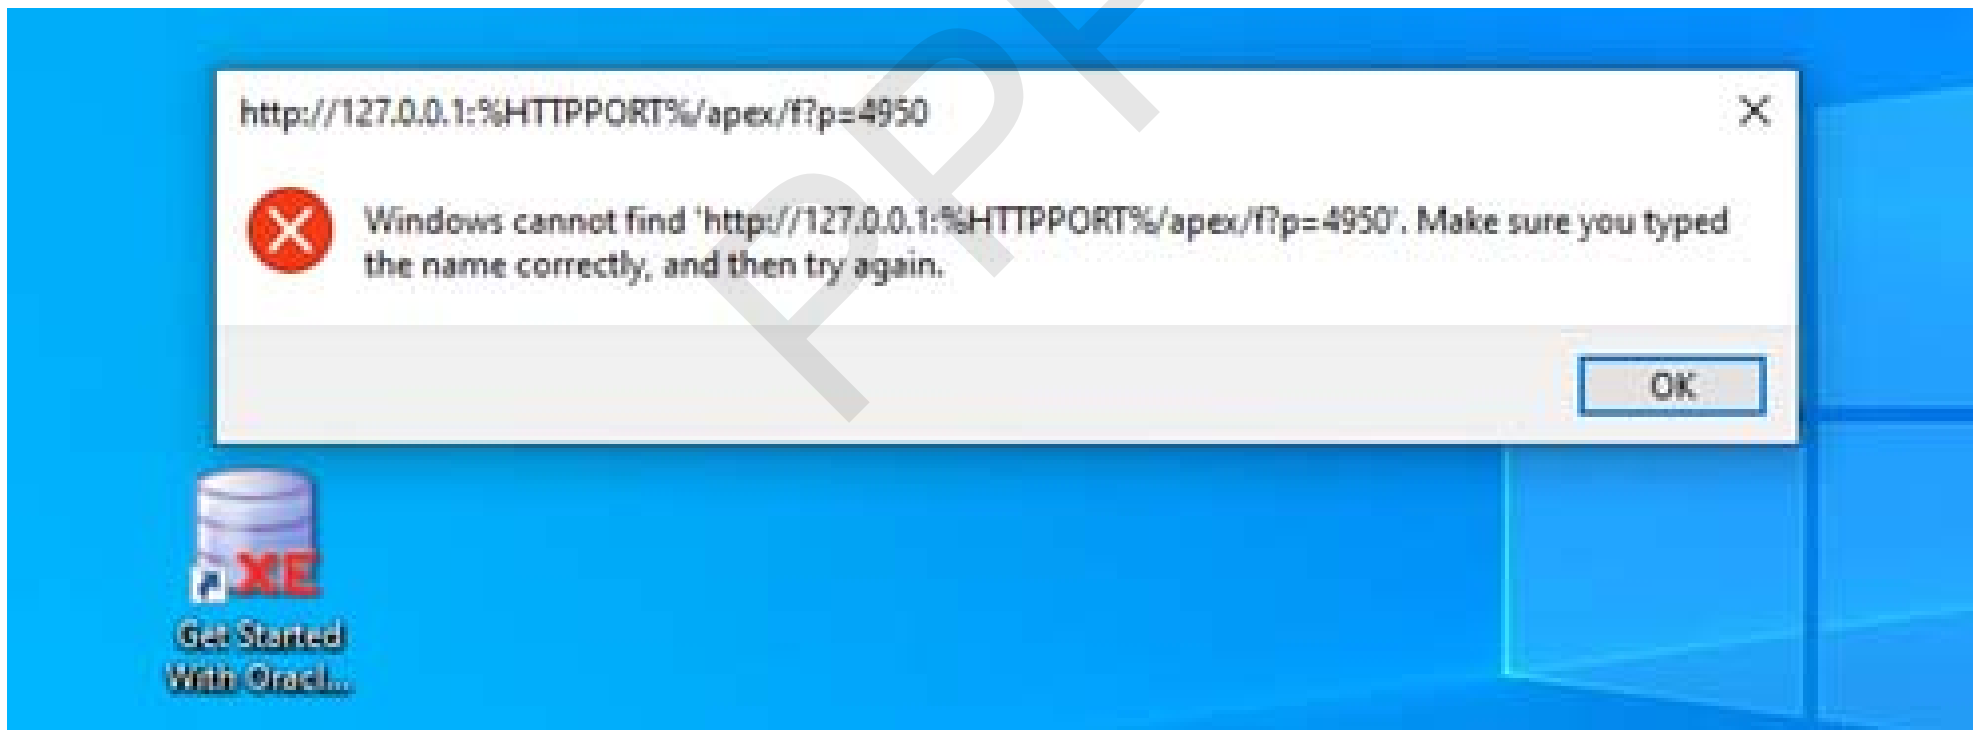 http://127.0.0.1:%HTTPPORT%/apex/f?p=4950
Windows cannot find 'http://127.0.0.1:%HTTPPORT%/apex/f?p=4950'. Make sure you typed
the name correctly, and then try again.
OK
XE
Get Started
With Oracl...